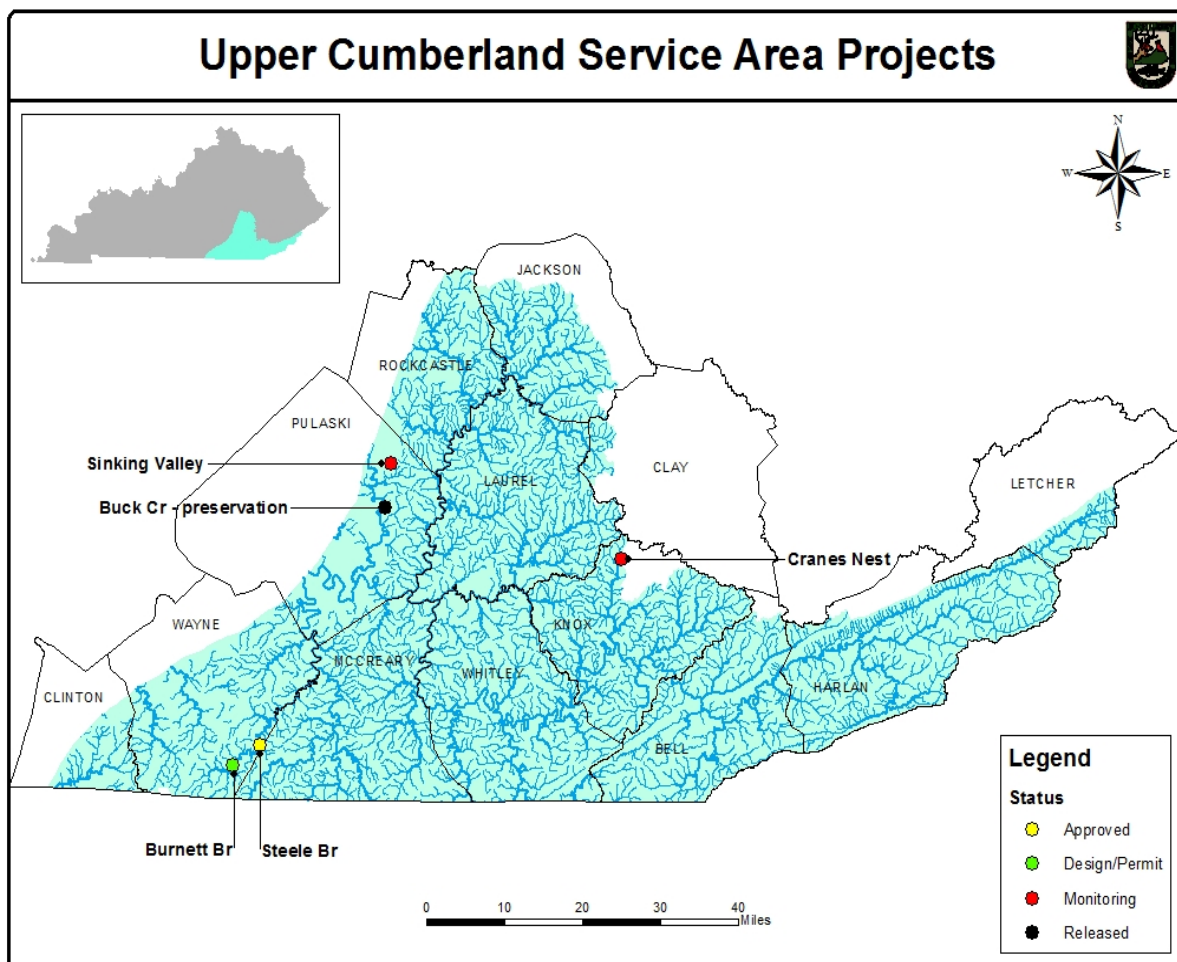 Upper Cumberland Service Area Projects
N
W
E
S
JACKSON
ROCKCASTLE
PULASKI
Sinking Valley
LAUREL
CLAY
LETCHER
Buck Cr - preservation
Cranes Nest
WAYNE
KNOX
MCCREARY
WHITLEY
HARLAN
CLINTON
BELL
Legend
Status
Approved
Design/Permit
Monitoring
Released
Burnett Br
Steele Br
0 10 20 30 40
Miles